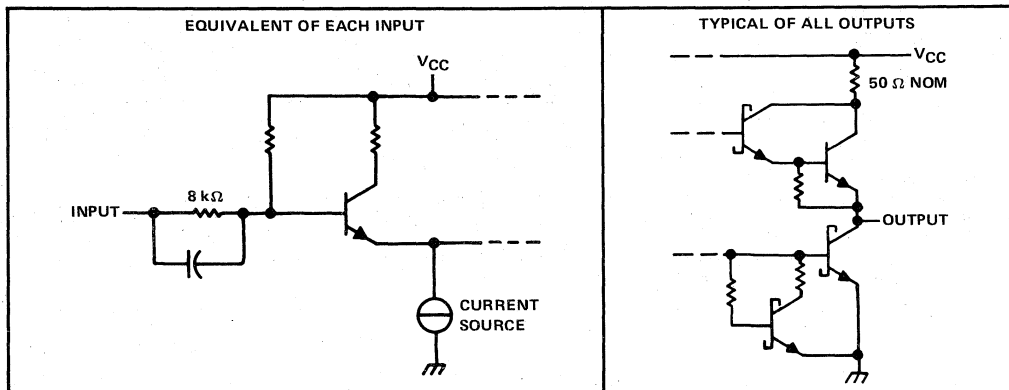 EQUIVALENT OF EACH INPUT
VCC
8 kΩ
INPUT
CURRENT
SOURCE
TYPICAL OF ALL OUTPUTS
VCC
50 Ω NOM
OUTPUT